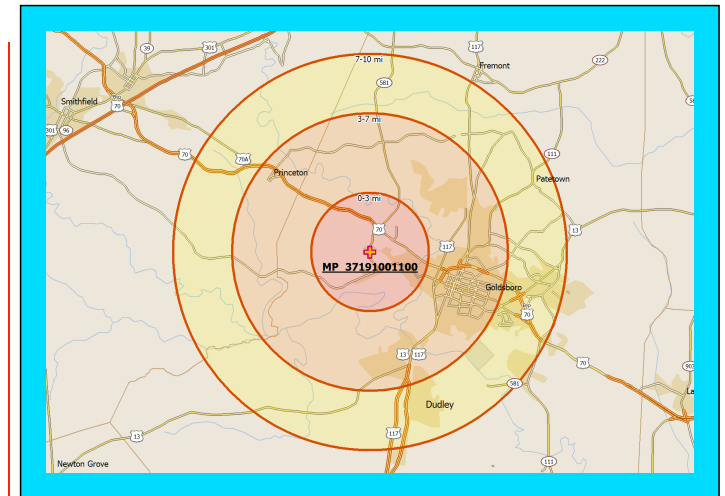 117
39
301
222
7-10 mi
Fremont
581
Smithfield
70
301
96
3-7 mi
111
70
70A
Princeton
Patetown
0-3 mi
13
70
117
MP_37191001100
Goldsboro
70
13
117
70
903
581
La
Dudley
117
13
111
Newton Grove